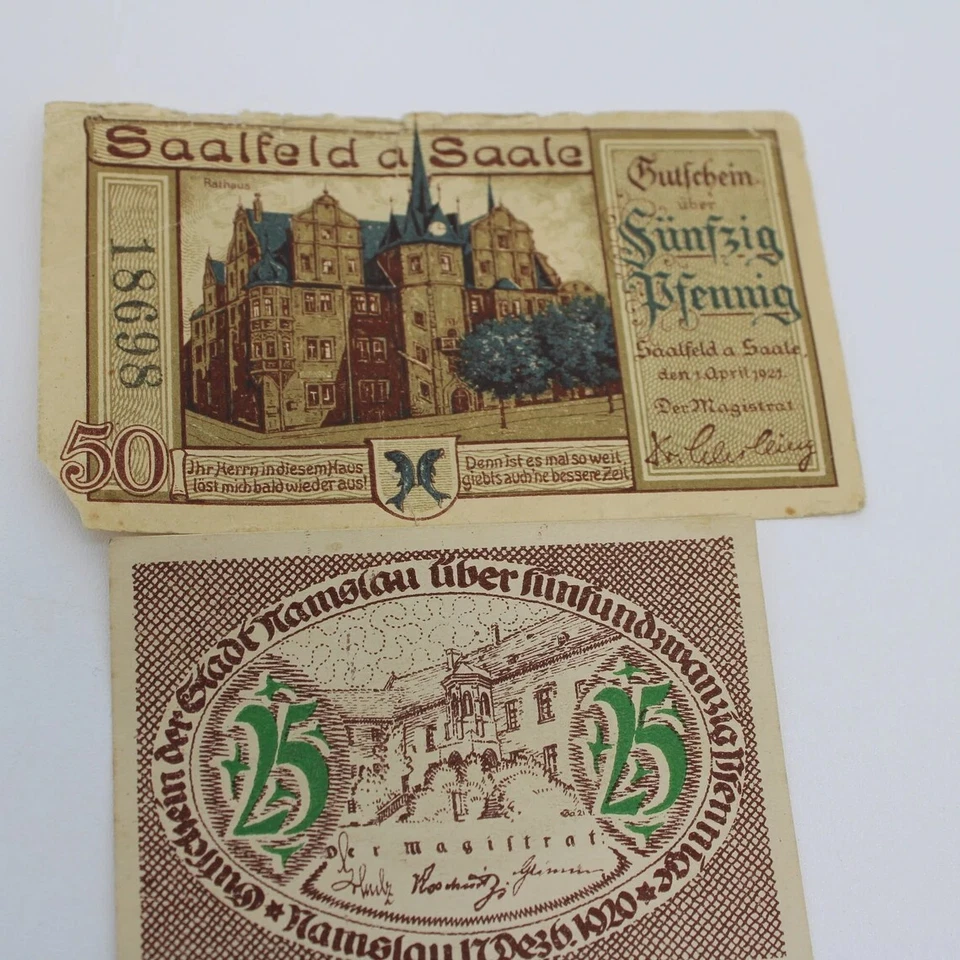 Saalfeld a Saale
Rathaus
18698
50
Ihr Herrn in diesem Haus
löst mich bald wieder aus!
Denn ist es mal so weit
giebts auch 'ne bessere Zeit
Gutschein
über
Fünfzig
Pfennig
Saalfeld a Saale,
den 1 April 1921.
Der Magistrat
Gutschein der Stadt Namslau über fünfundzwanzig Pfennige
25
25
Der Magistrat.
★ Namslau 17 Dezb. 1920 ★